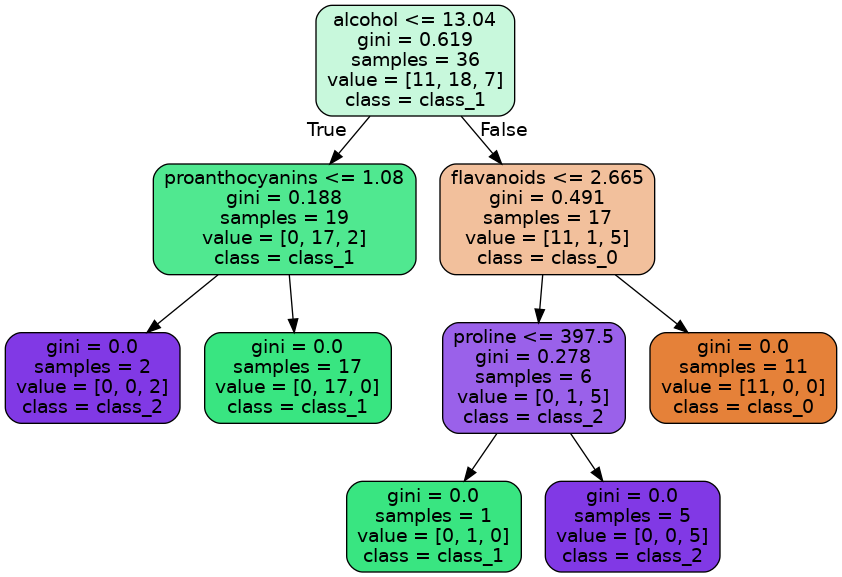 alcohol <= 13.04
gini = 0.619
samples = 36
value = [11, 18, 7]
class = class_1
True
False
proanthocyanins <= 1.08
gini = 0.188
samples = 19
value = [0, 17, 2]
class = class_1
flavanoids <= 2.665
gini = 0.491
samples = 17
value = [11, 1, 5]
class = class_0
gini = 0.0
samples = 2
value = [0, 0, 2]
class = class_2
gini = 0.0
samples = 17
value = [0, 17, 0]
class = class_1
proline <= 397.5
gini = 0.278
samples = 6
value = [0, 1, 5]
class = class_2
gini = 0.0
samples = 11
value = [11, 0, 0]
class = class_0
gini = 0.0
samples = 1
value = [0, 1, 0]
class = class_1
gini = 0.0
samples = 5
value = [0, 0, 5]
class = class_2